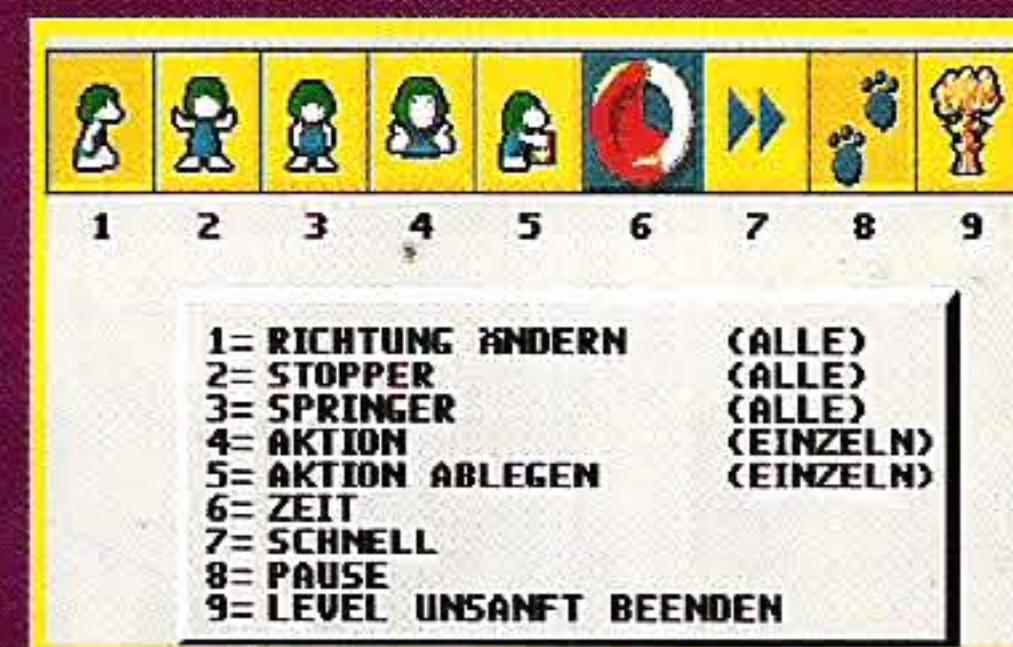 1 2 3 4 5 6 7 8 9
1= RICHTUNG ÄNDERN (ALLE)
2= STOPPER (ALLE)
3= SPRINGER (ALLE)
4= AKTION (EINZELN)
5= AKTION ABLEGEN (EINZELN)
6= ZEIT
7= SCHNELL
8= PAUSE
9= LEVEL UNSANFT BEENDEN